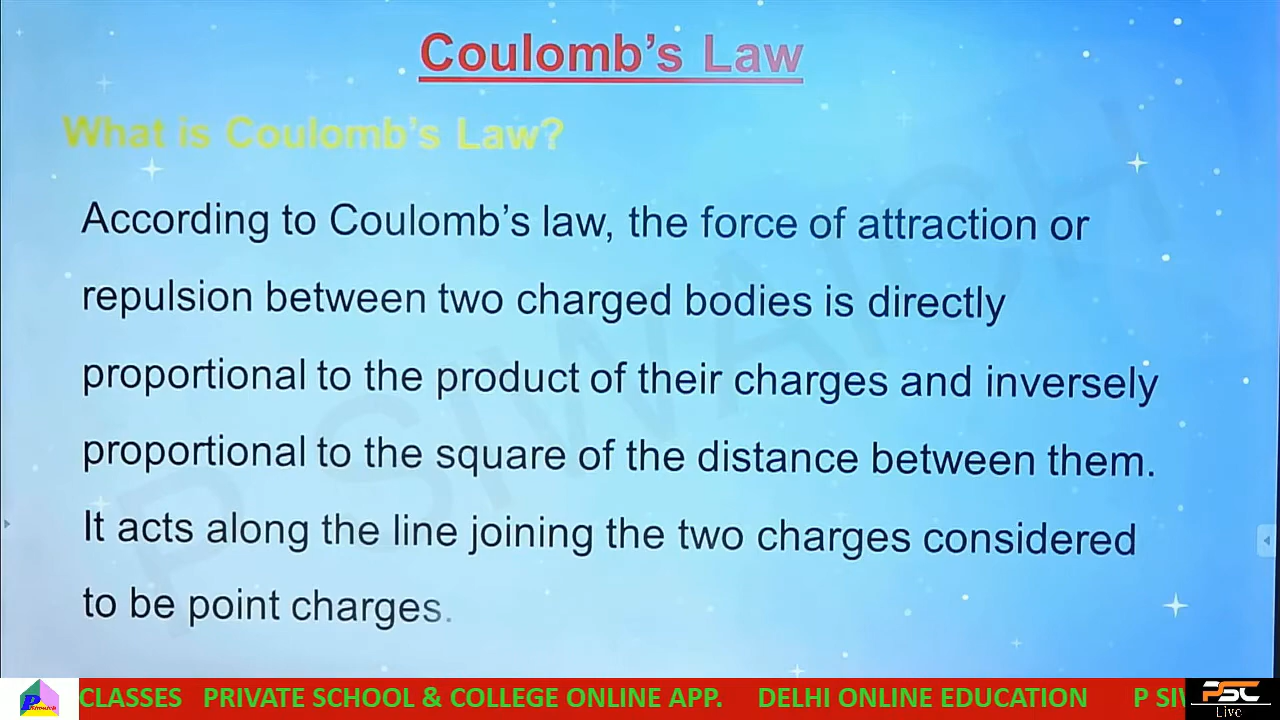 Coulomb's Law
What is Coulomb's Law?
According to Coulomb's law, the force of attraction or
repulsion between two charged bodies is directly
proportional to the product of their charges and inversely
proportional to the square of the distance between them.
It acts along the line joining the two charges considered
to be point charges.
P SIWAICH
CLASSES PRIVATE SCHOOL & COLLEGE ONLINE APP. DELHI ONLINE EDUCATION P SIW
PSC
Live